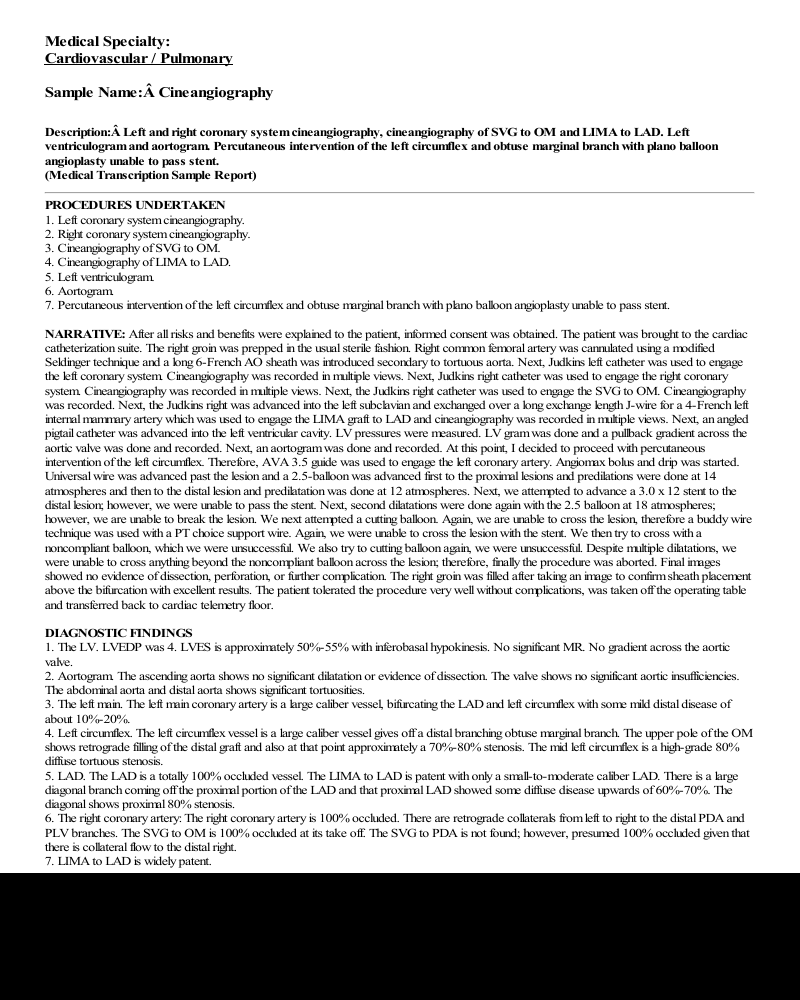 Medical Specialty:
Cardiovascular / Pulmonary
Sample Name:Â Cineangiography
Description:Â Left and right coronary system cineangiography, cineangiography of SVG to OM and LIMA to LAD. Left
ventriculogram and aortogram. Percutaneous intervention of the left circumflex and obtuse marginal branch with plano balloon
angioplasty unable to pass stent.
(Medical Transcription Sample Report)
PROCEDURES UNDERTAKEN
1. Left coronary system cineangiography.
2. Right coronary system cineangiography.
3. Cineangiography of SVG to OM.
4. Cineangiography of LIMA to LAD.
5. Left ventriculogram.
6. Aortogram.
7. Percutaneous intervention of the left circumflex and obtuse marginal branch with plano balloon angioplasty unable to pass stent.
NARRATIVE: After all risks and benefits were explained to the patient, informed consent was obtained. The patient was brought to the cardiac
catheterization suite. The right groin was prepped in the usual sterile fashion. Right common femoral artery was cannulated using a modified
Seldinger technique and a long 6-French AO sheath was introduced secondary to tortuous aorta. Next, Judkins left catheter was used to engage
the left coronary system. Cineangiography was recorded in multiple views. Next, Judkins right catheter was used to engage the right coronary
system. Cineangiography was recorded in multiple views. Next, the Judkins right catheter was used to engage the SVG to OM. Cineangiography
was recorded. Next, the Judkins right was advanced into the left subclavian and exchanged over a long exchange length J-wire for a 4-French left
internal mammary artery which was used to engage the LIMA graft to LAD and cineangiography was recorded in multiple views. Next, an angled
pigtail catheter was advanced into the left ventricular cavity. LV pressures were measured. LV gram was done and a pullback gradient across the
aortic valve was done and recorded. Next, an aortogram was done and recorded. At this point, I decided to proceed with percutaneous
intervention of the left circumflex. Therefore, AVA 3.5 guide was used to engage the left coronary artery. Angiomax bolus and drip was started.
Universal wire was advanced past the lesion and a 2.5-balloon was advanced first to the proximal lesions and predilations were done at 14
atmospheres and then to the distal lesion and predilatation was done at 12 atmospheres. Next, we attempted to advance a 3.0 x 12 stent to the
distal lesion; however, we were unable to pass the stent. Next, second dilatations were done again with the 2.5 balloon at 18 atmospheres;
however, we are unable to break the lesion. We next attempted a cutting balloon. Again, we are unable to cross the lesion, therefore a buddy wire
technique was used with a PT choice support wire. Again, we were unable to cross the lesion with the stent. We then try to cross with a
noncompliant balloon, which we were unsuccessful. We also try to cutting balloon again, we were unsuccessful. Despite multiple dilatations, we
were unable to cross anything beyond the noncompliant balloon across the lesion; therefore, finally the procedure was aborted. Final images
showed no evidence of dissection, perforation, or further complication. The right groin was filled after taking an image to confirm sheath placement
above the bifurcation with excellent results. The patient tolerated the procedure very well without complications, was taken off the operating table
and transferred back to cardiac telemetry floor.
DIAGNOSTIC FINDINGS
1. The LV. LVEDP was 4. LVES is approximately 50%-55% with inferobasal hypokinesis. No significant MR. No gradient across the aortic
valve.
2. Aortogram. The ascending aorta shows no significant dilatation or evidence of dissection. The valve shows no significant aortic insufficiencies.
The abdominal aorta and distal aorta shows significant tortuosities.
3. The left main. The left main coronary artery is a large caliber vessel, bifurcating the LAD and left circumflex with some mild distal disease of
about 10%-20%.
4. Left circumflex. The left circumflex vessel is a large caliber vessel gives off a distal branching obtuse marginal branch. The upper pole of the OM
shows retrograde filling of the distal graft and also at that point approximately a 70%-80% stenosis. The mid left circumflex is a high-grade 80%
diffuse tortuous stenosis.
5. LAD. The LAD is a totally 100% occluded vessel. The LIMA to LAD is patent with only a small-to-moderate caliber LAD. There is a large
diagonal branch coming off the proximal portion of the LAD and that proximal LAD showed some diffuse disease upwards of 60%-70%. The
diagonal shows proximal 80% stenosis.
6. The right coronary artery: The right coronary artery is 100% occluded. There are retrograde collaterals from left to right to the distal PDA and
PLV branches. The SVG to OM is 100% occluded at its take off. The SVG to PDA is not found; however, presumed 100% occluded given that
there is collateral flow to the distal right.
7. LIMA to LAD is widely patent.